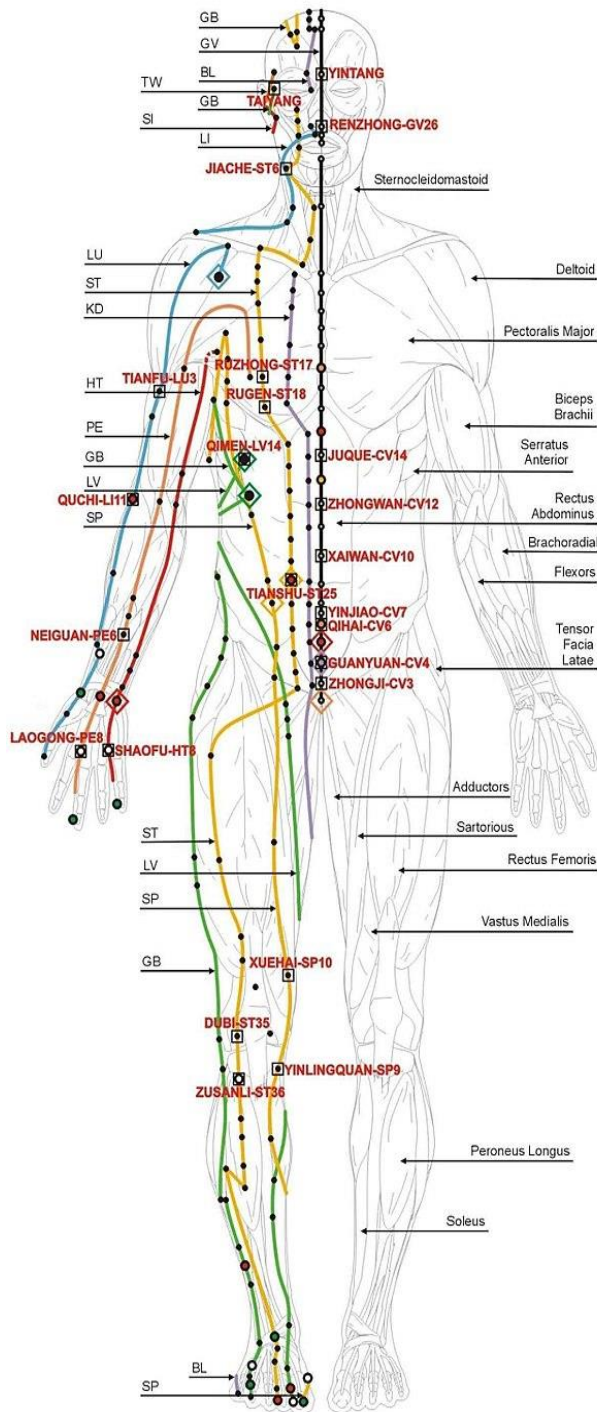 GB
GV
BL
YINTANG
TW
TAIYANG
GB
SI
RENZHONG-GV26
LI
JIACHE-ST6
Sternocleidomastoid
LU
Deltoid
ST
KD
Pectoralis Major
RUZHONG-ST17
TIANFU-LU3
HT
RUGEN-ST18
Biceps
Brachii
PE
QIMEN-LV14
Serratus
Anterior
GB
JUQUE-CV14
LV
QUCHI-LI11
ZHONGWAN-CV12
Rectus
Abdominus
SP
Brachoradial
XAIWAN-CV10
Flexors
TIANSHU-ST25
YINJIAO-CV7
QIHAI-CV6
NEIGUAN-PE6
Tensor
Facia
Latae
GUANYUAN-CV4
ZHONGJI-CV3
LAOGONG-PE8
SHAOFU-HT8
Adductors
ST
Sartorious
LV
Rectus Femoris
SP
Vastus Medialis
GB
XUEHAI-SP10
DUBI-ST35
YINLINGQUAN-SP9
ZUSANLI-ST36
Peroneus Longus
Soleus
BL
SP